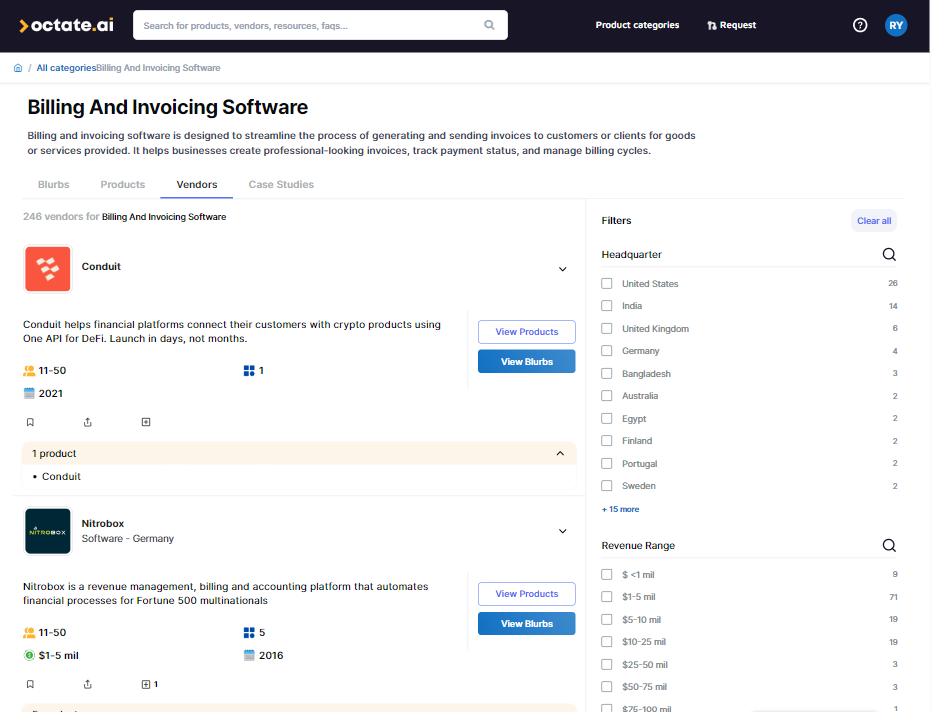 octate.ai
Search for products, vendors, resources, faqs...
Product categories
Request
?
RY
/ All categoriesBilling And Invoicing Software
Billing And Invoicing Software
Billing and invoicing software is designed to streamline the process of generating and sending invoices to customers or clients for goods
or services provided. It helps businesses create professional-looking invoices, track payment status, and manage billing cycles.
Blurbs Products Vendors Case Studies
246 vendors for Billing And Invoicing Software
Conduit
Conduit helps financial platforms connect their customers with crypto products using
One API for DeFi. Launch in days, not months.
View Products
View Blurbs
11-50
1
2021
1 product
• Conduit
NITROBOX
Nitrobox
Software - Germany
Nitrobox is a revenue management, billing and accounting platform that automates
financial processes for Fortune 500 multinationals
View Products
View Blurbs
11-50
5
$1-5 mil
2016
1
Filters
Clear all
Headquarter
United States 26
India 14
United Kingdom 6
Germany 4
Bangladesh 3
Australia 2
Egypt 2
Finland 2
Portugal 2
Sweden 2
+ 15 more
Revenue Range
$ <1 mil 9
$1-5 mil 71
$5-10 mil 19
$10-25 mil 19
$25-50 mil 3
$50-75 mil 3
$75-100 mil 1